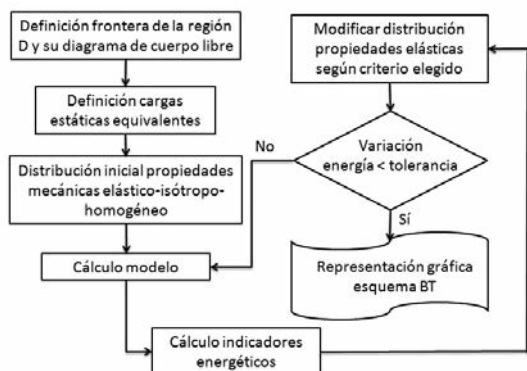 Definición frontera de la región
D y su diagrama de cuerpo libre
Definición cargas
estáticas equivalentes
Distribución inicial propiedades
mecánicas elástico-isótropo-
homogéneo
Cálculo modelo
Cálculo indicadores
energéticos
Modificar distribución
propiedades elásticas
según criterio elegido
Variación
energía < tolerancia
No
Sí
Representación gráfica
esquema BT